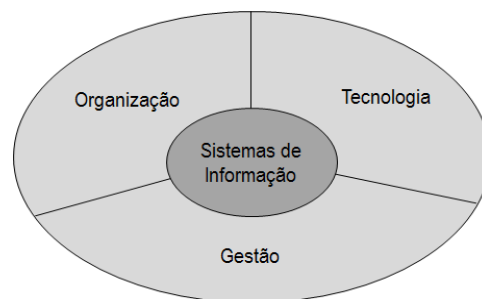 Organização
Tecnologia
Sistemas de
Informação
Gestão